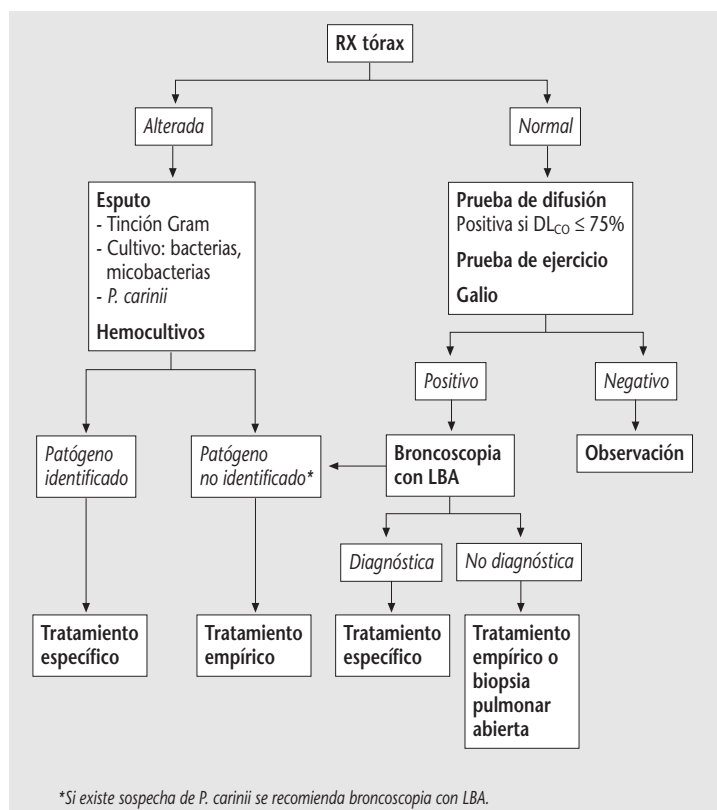 RX tórax
Alterada
Normal
Esputo
- Tinción Gram
- Cultivo: bacterias,
micobacterias
- P. carinii
Hemocultivos
Prueba de difusión
Positiva si DLCO ≤ 75%
Prueba de ejercicio
Galio
Positivo
Negativo
Patógeno
identificado
Patógeno
no identificado*
Broncoscopia
con LBA
Observación
Diagnóstica
No diagnóstica
Tratamiento
específico
Tratamiento
empírico
Tratamiento
específico
Tratamiento
empírico o
biopsia
pulmonar
abierta
*Si existe sospecha de P. carinii se recomienda broncoscopia con LBA.